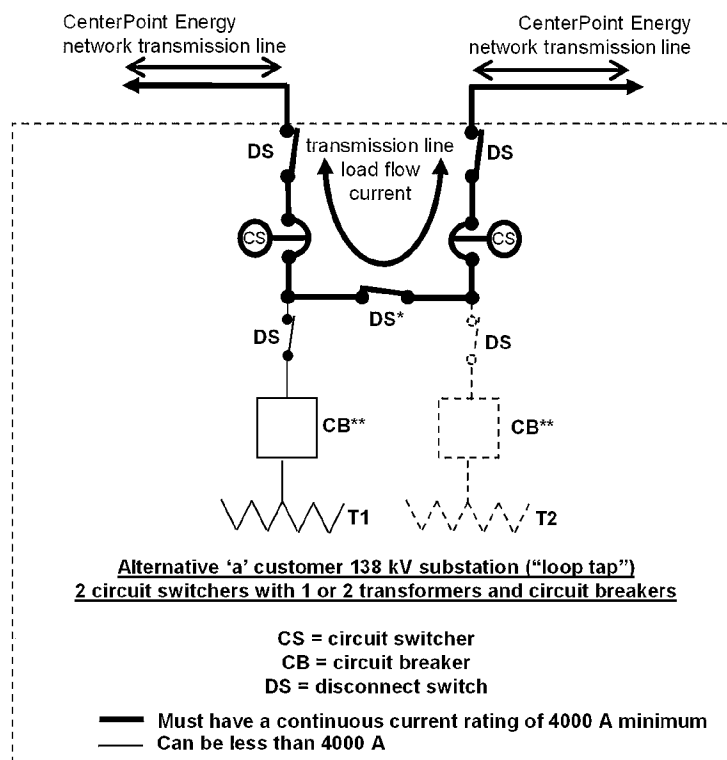 CenterPoint Energy
network transmission line
CenterPoint Energy
network transmission line
DS
transmission line
load flow
current
DS
CS
CS
DS
DS*
DS
CB**
CB**
T1
T2
Alternative ‘a’ customer 138 kV substation (“loop tap”)
2 circuit switchers with 1 or 2 transformers and circuit breakers
CS = circuit switcher
CB = circuit breaker
DS = disconnect switch
Must have a continuous current rating of 4000 A minimum
Can be less than 4000 A